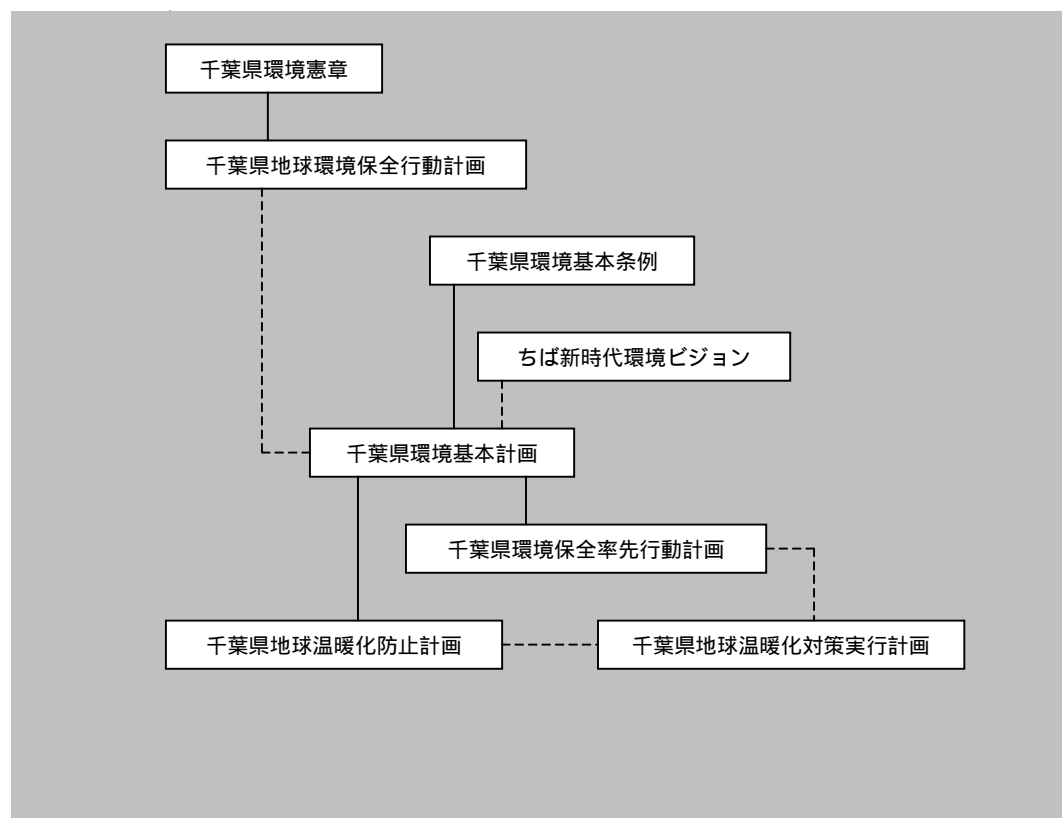 千葉県環境憲章
千葉県地球環境保全行動計画
千葉県環境基本条例
ちば新時代環境ビジョン
千葉県環境基本計画
千葉県環境保全率先行動計画
千葉県地球温暖化防止計画
千葉県地球温暖化対策実行計画